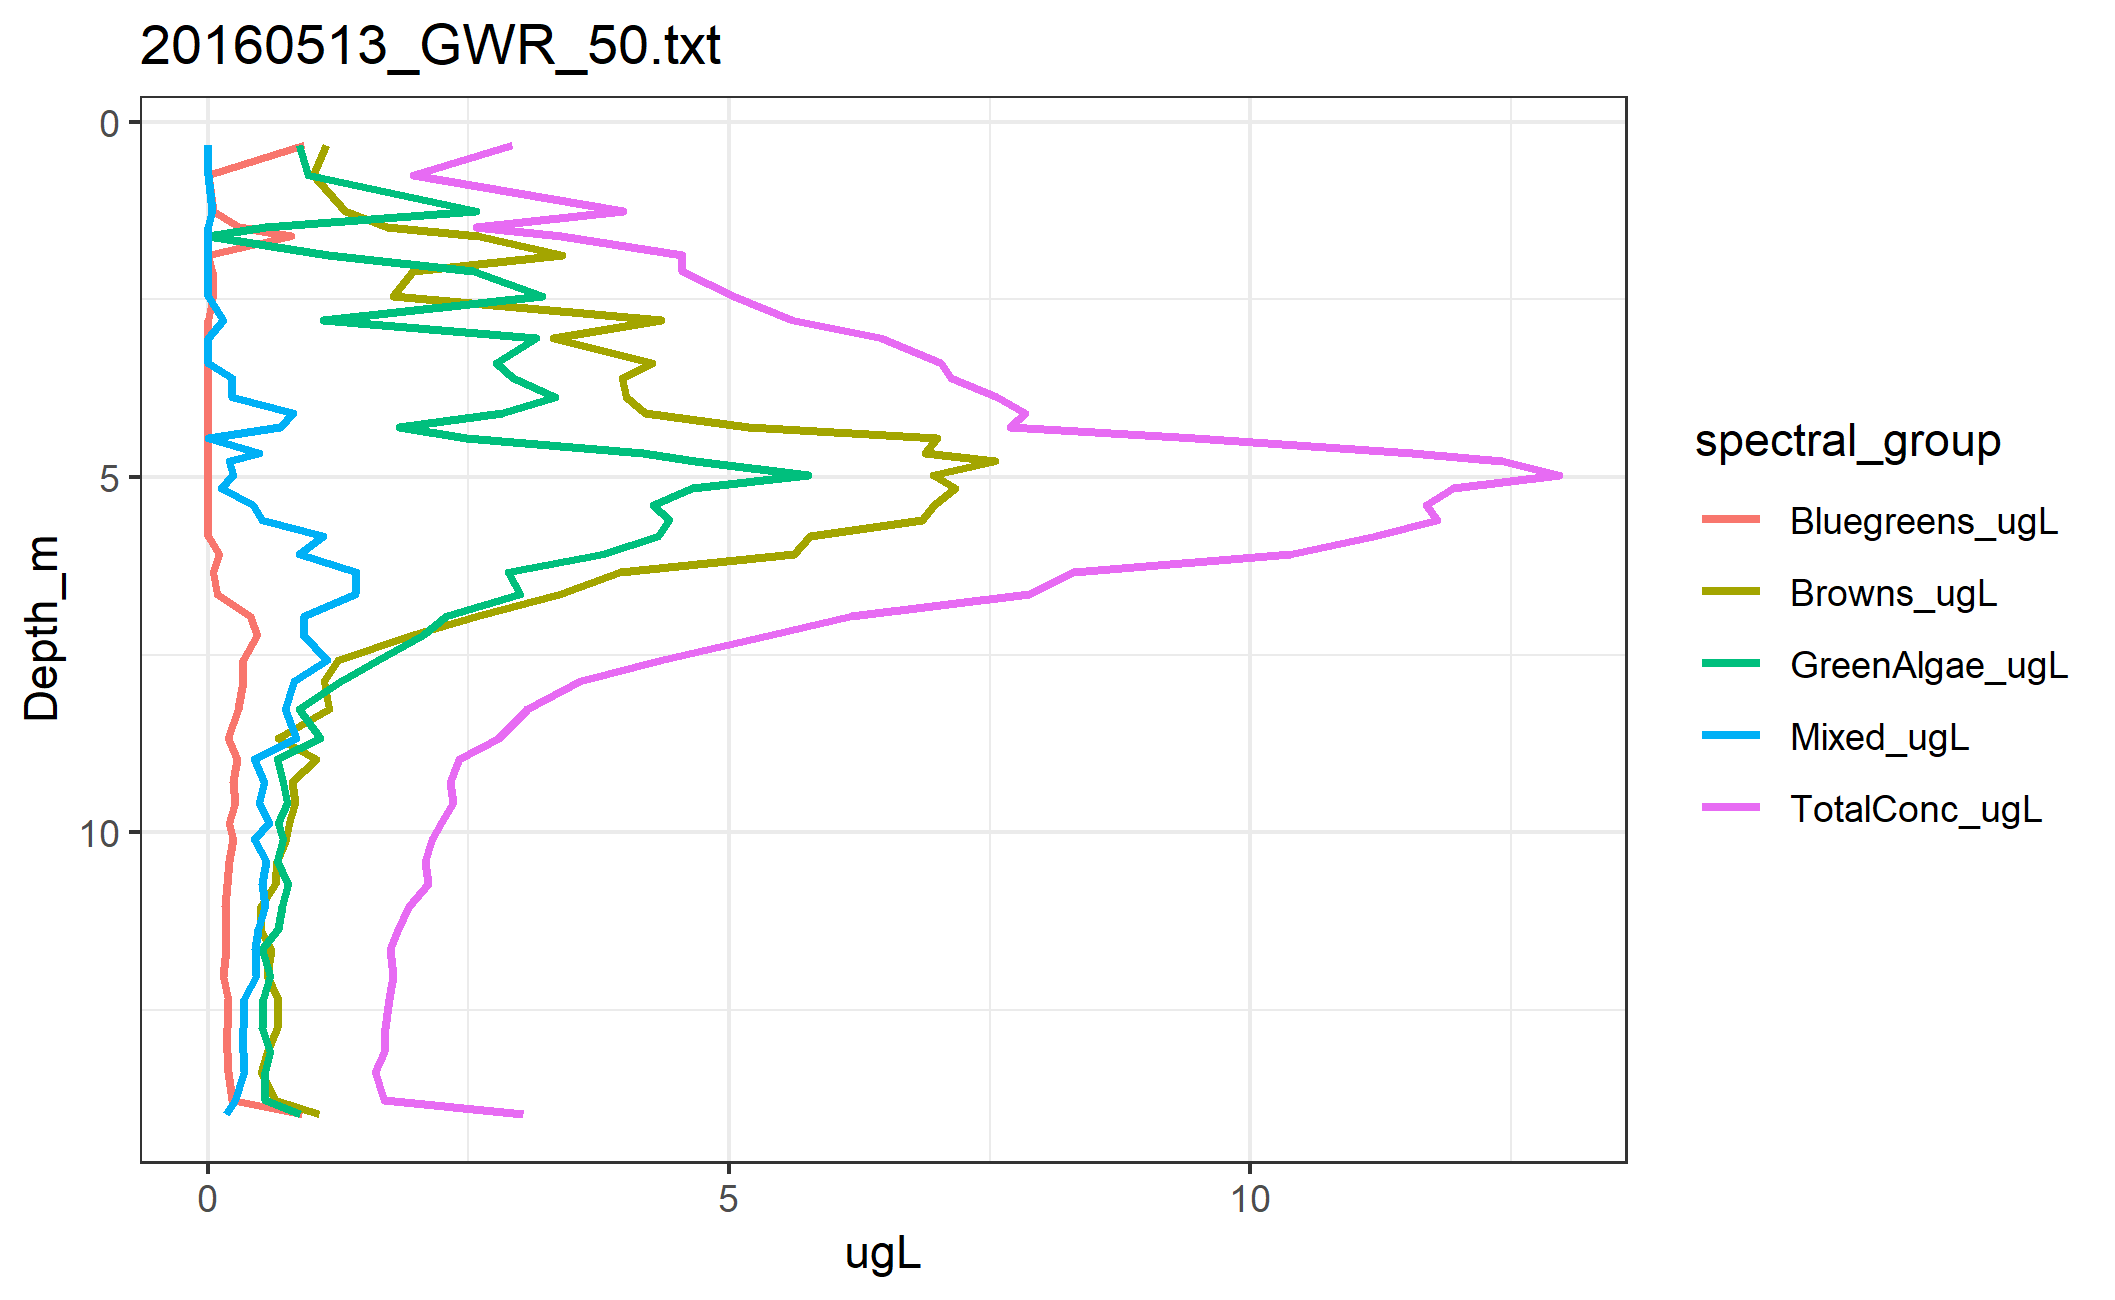 20160513_GWR_50.txt
0
5
10
Depth_m
0 5 10
ugL
spectral_group
Bluegreens_ugL
Browns_ugL
GreenAlgae_ugL
Mixed_ugL
TotalConc_ugL